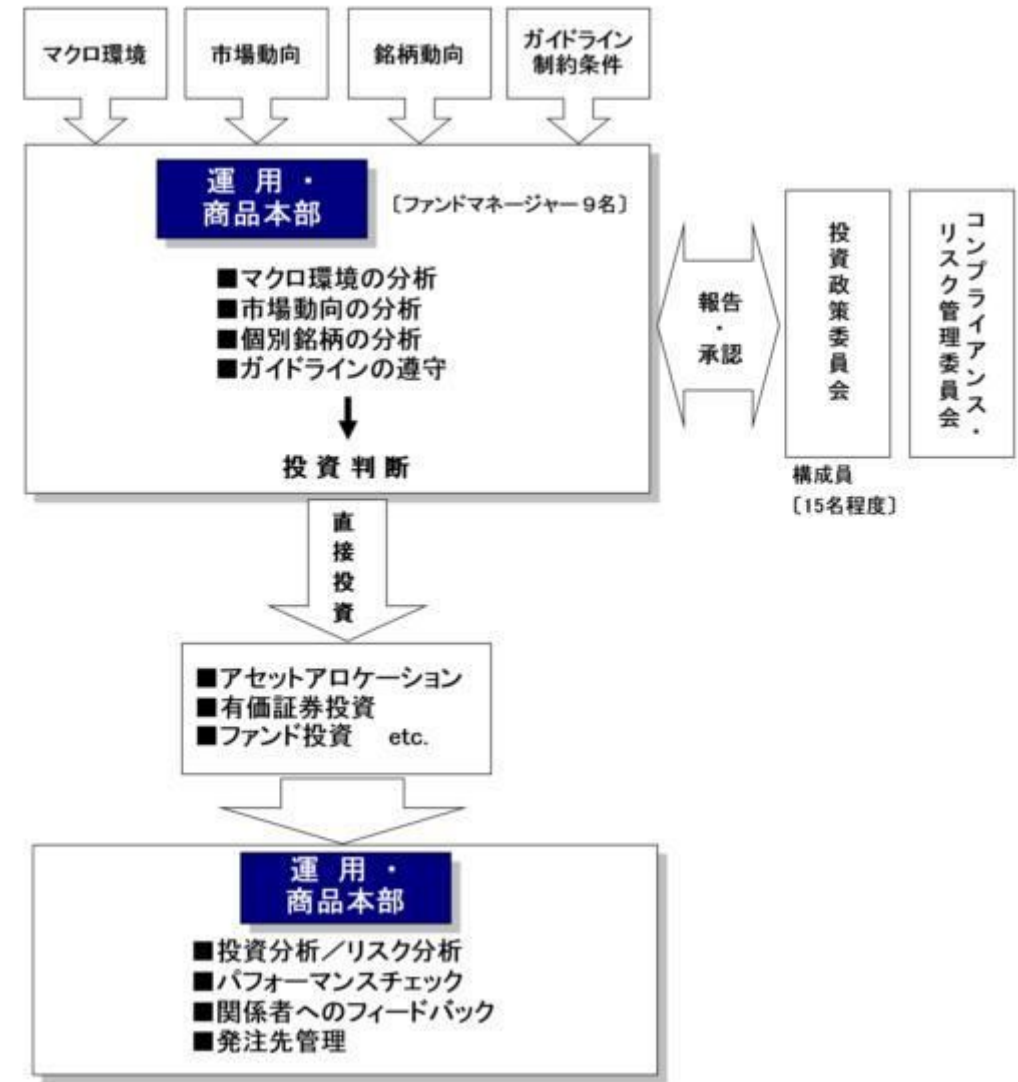 マクロ環境
市場動向
銘柄動向
ガイドライン
制約条件
運用・
商品本部
〔ファンドマネージャー9名〕
■マクロ環境の分析
■市場動向の分析
■個別銘柄の分析
■ガイドラインの遵守
投資判断
報告
・
承認
投資政策委員会
コンプライアンス・
リスク管理委員会
構成員
〔15名程度〕
直接投資
■アセットアロケーション
■有価証券投資
■ファンド投資 etc.
運用・
商品本部
■投資分析／リスク分析
■パフォーマンスチェック
■関係者へのフィードバック
■発注先管理